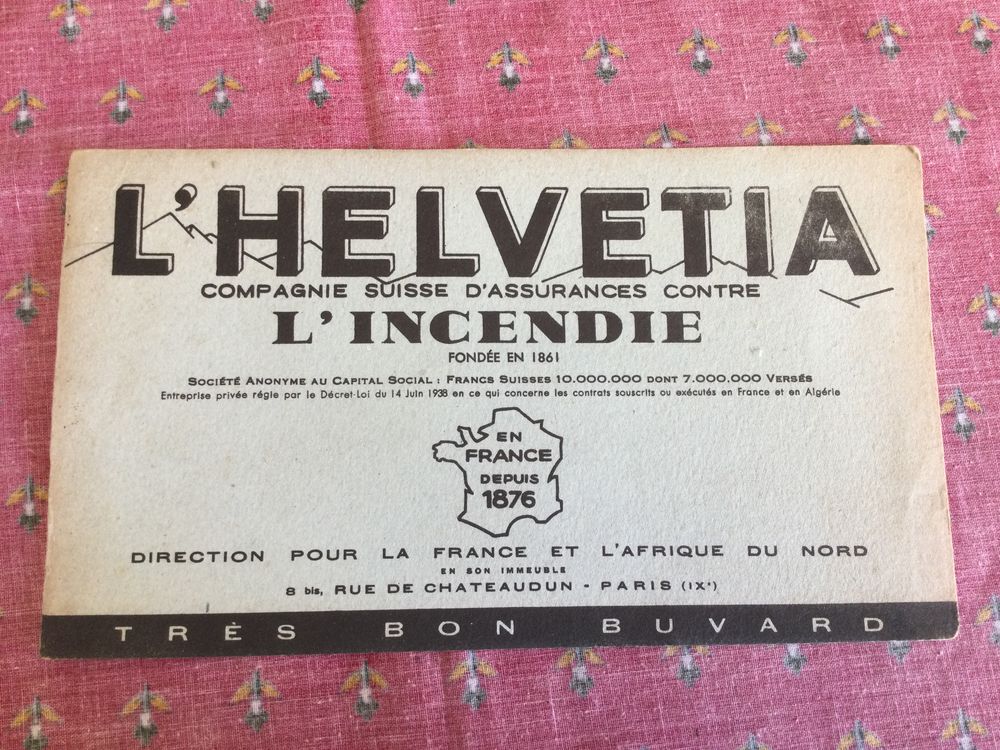 L'HELVETIA
COMPAGNIE SUISSE D'ASSURANCES CONTRE
L'INCENDIE
FONDÉE EN 1861
SOCIÉTÉ ANONYME AU CAPITAL SOCIAL : FRANCS SUISSES 10.000.000 DONT 7.000.000 VERSÉS
Entreprise privée régie par le Décret-Loi du 14 Juin 1938 en ce qui concerne les contrats souscrits ou exécutés en France et en Algérie
EN
FRANCE
DEPUIS
1876
DIRECTION POUR LA FRANCE ET L'AFRIQUE DU NORD
EN SON IMMEUBLE
8 bis, RUE DE CHATEAUDUN - PARIS (IXe)
TRÈS BON BUVARD